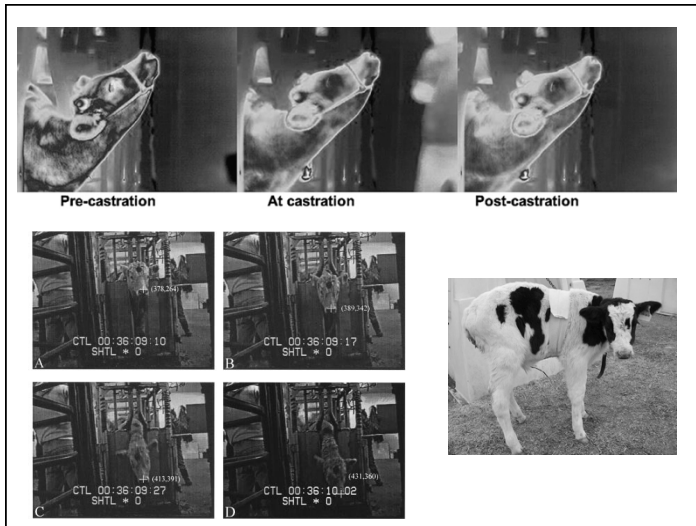 Pre-castration
At castration
Post-castration
(378,264)
CTL 00:36:09:10
SHTL * 0
A
(389,342)
CTL 00:36:09:17
SHTL * 0
B
(413,391)
CTL 00:36:09:27
SHTL * 0
C
(431,360)
CTL 00:36:10:02
SHTL * 0
D